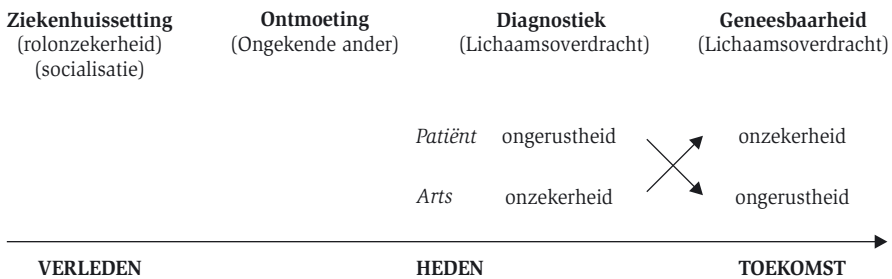 Ziekenhuissetting Ontmoeting Diagnostiek Geneesbaarheid
(rolonzekerheid) (Ongekende ander) (Lichaamsoverdracht) (Lichaamsoverdracht)
(socialisatie)
Patiënt ongerustheid onzekerheid
Arts onzekerheid ongerustheid
VERLEDEN HEDEN TOEKOMST